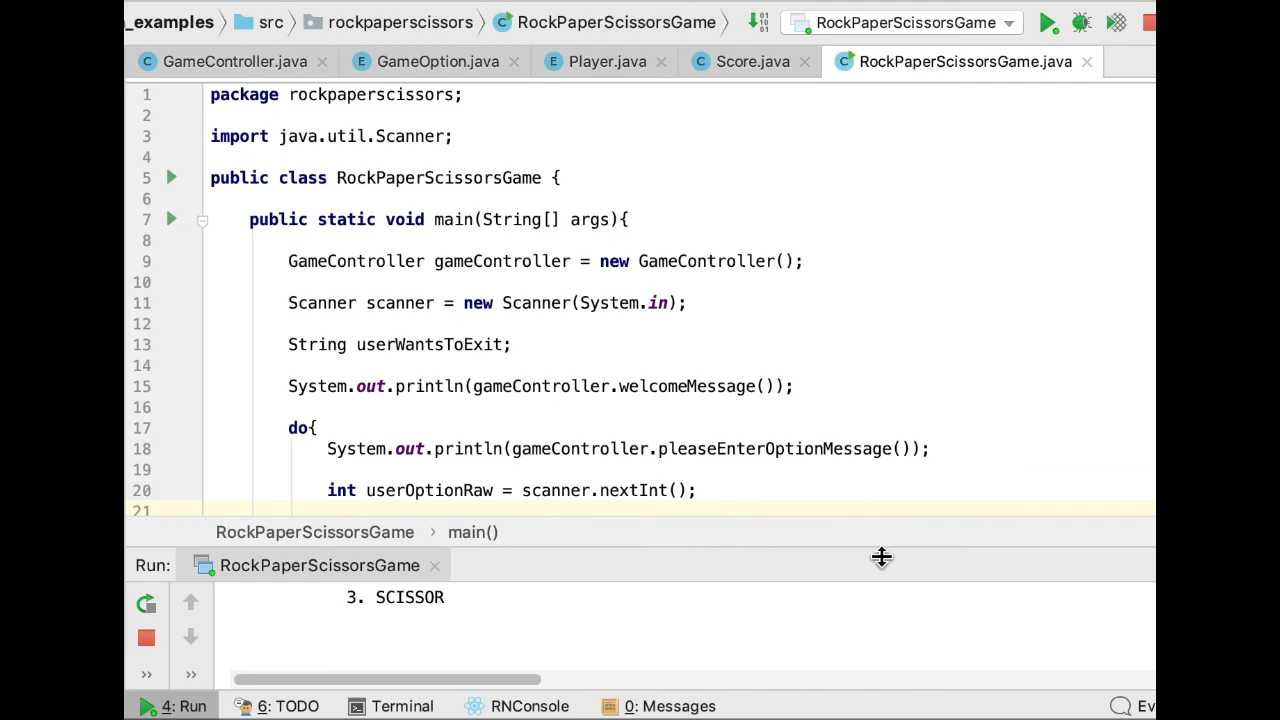 _examples src rockpaperscissors RockPaperScissorsGame RockPaperScissorsGame
GameController.java GameOption.java Player.java Score.java RockPaperScissorsGame.java
1 package rockpaperscissors;
2
3 import java.util.Scanner;
4
5 public class RockPaperScissorsGame {
6
7 public static void main(String[] args){
8
9 GameController gameController = new GameController();
10
11 Scanner scanner = new Scanner(System.in);
12
13 String userWantsToExit;
14
15 System.out.println(gameController.welcomeMessage());
16
17 do{
18 System.out.println(gameController.pleaseEnterOptionMessage());
19
20 int userOptionRaw = scanner.nextInt();
21
RockPaperScissorsGame › main()
Run: RockPaperScissorsGame
3. SCISSOR
4: Run 6: TODO Terminal RNConsole 0: Messages Ev